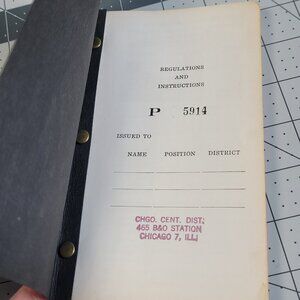 REGULATIONS
AND
INSTRUCTIONS
P 5914
ISSUED TO
NAME POSITION DISTRICT
CHGO. CENT. DIST.
465 B&O STATION
CHICAGO 7, ILL.